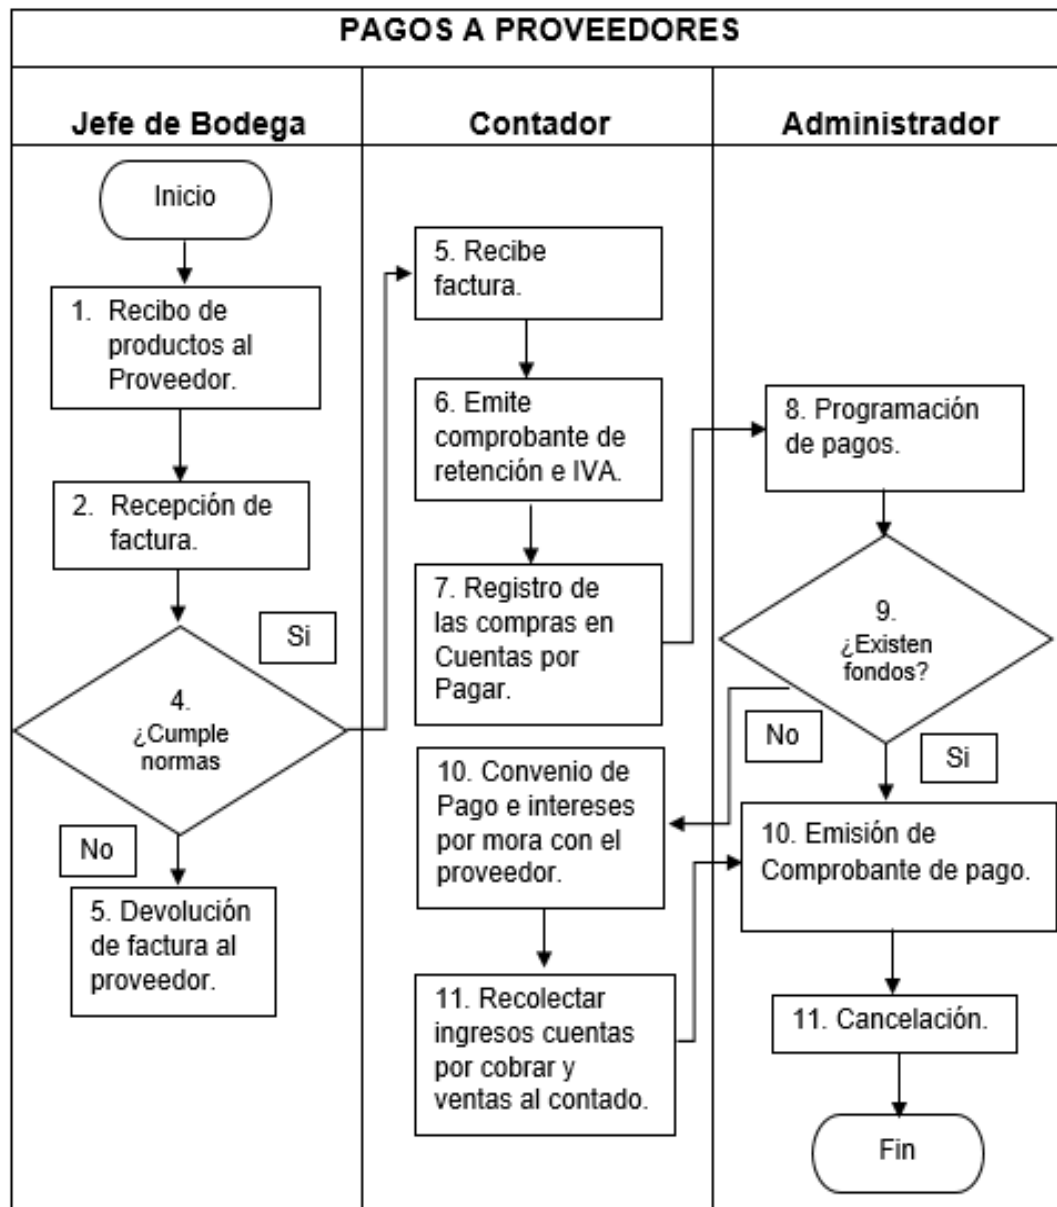 PAGOS A PROVEEDORES
Jefe de Bodega
Contador
Administrador
Inicio
1. Recibo de
productos al
Proveedor.
2. Recepción de
factura.
Si
4.
¿Cumple
normas
No
5. Devolución
de factura al
proveedor.
5. Recibe
factura.
6. Emite
comprobante de
retención e IVA.
7. Registro de
las compras en
Cuentas por
Pagar.
10. Convenio de
Pago e intereses
por mora con el
proveedor.
11. Recolectar
ingresos cuentas
por cobrar y
ventas al contado.
8. Programación
de pagos.
9.
¿Existen
fondos?
No
Si
10. Emisión de
Comprobante de pago.
11. Cancelación.
Fin